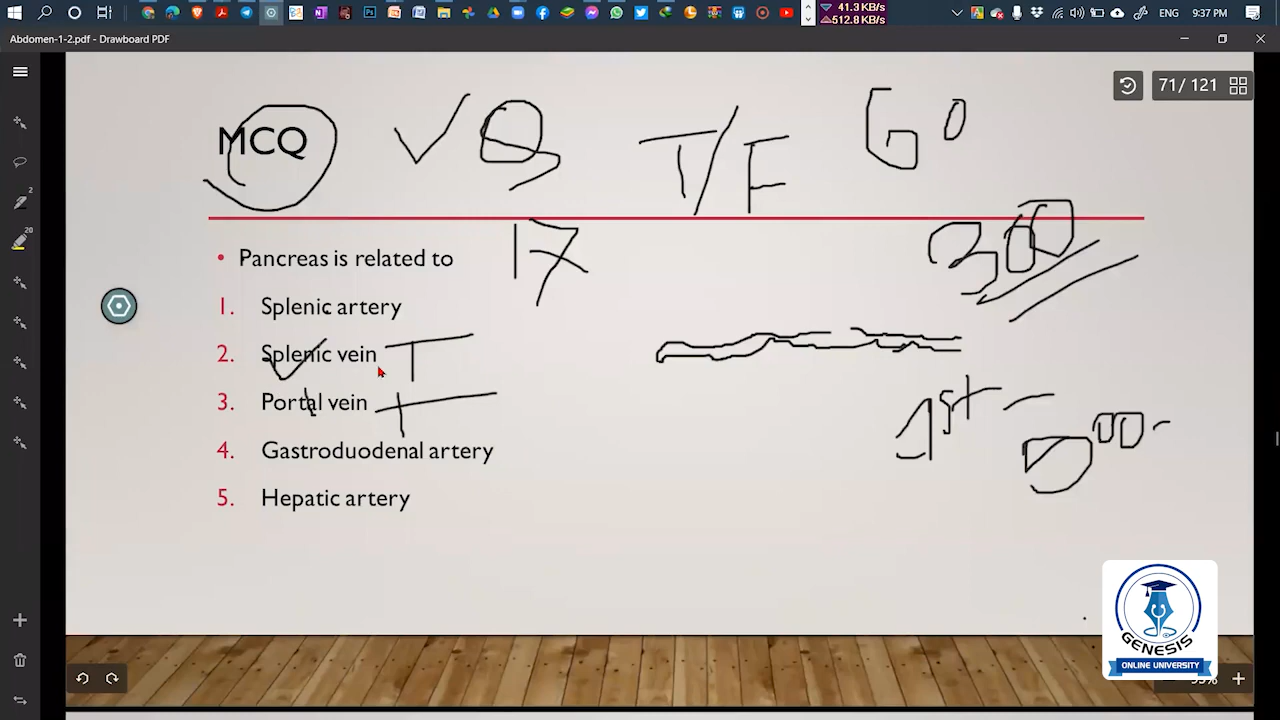 41.3 KB/s
512.8 KB/s
ENG
9:37 PM
Abdomen-1-2.pdf - Drawboard PDF
71 / 121
MCQ
T/F
60
17
300
Pancreas is related to
1. Splenic artery
2. Splenic vein T
3. Portal vein T
4. Gastroduodenal artery
5. Hepatic artery
1st - 500
2
20
GENESIS
ONLINE UNIVERSITY